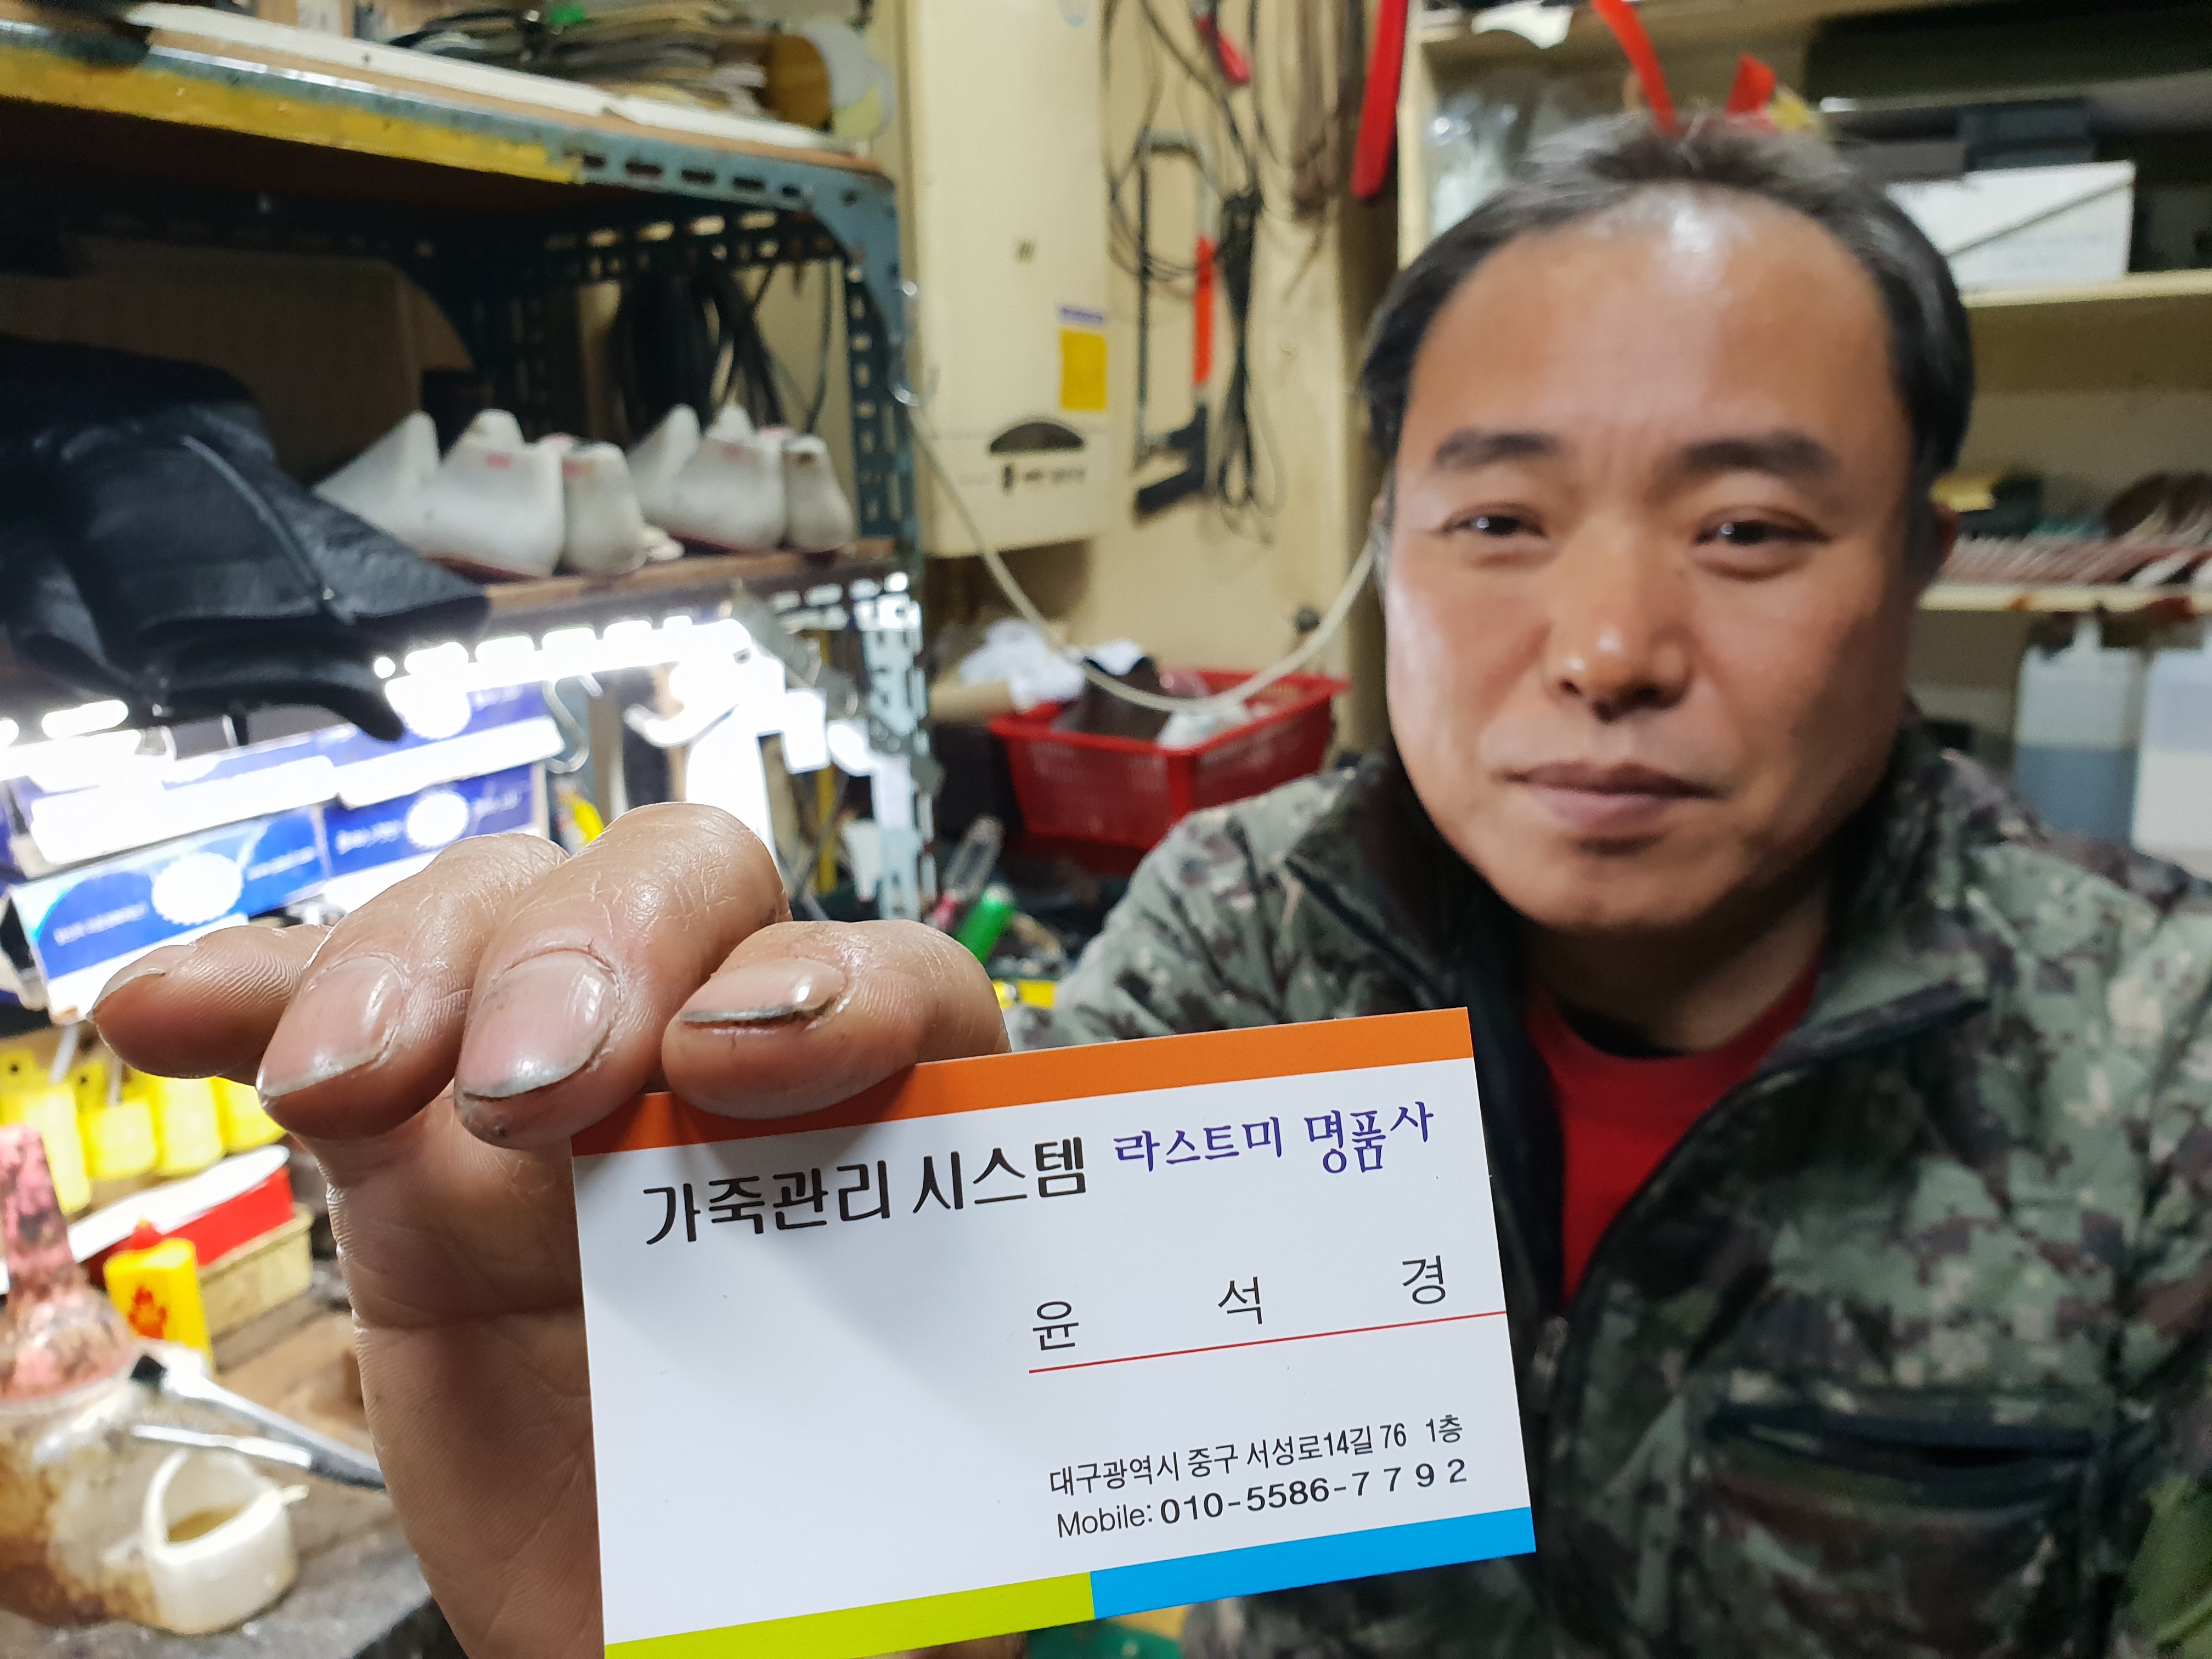 가죽관리 시스템 라스트미 명품사
윤 석 경
대구광역시 중구 서성로14길 76 1층
Mobile: 010-5586-7792